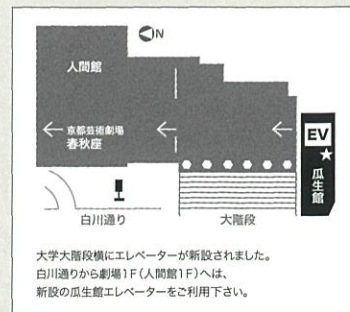 N
人間館
京都芸術劇場
春秋座
EV
瓜生館
白川通り
大階段
大学大階段横にエレベーターが新設されました。
白川通りから劇場1F(人間館1F)へは、
新設の瓜生館エレベーターをご利用下さい。